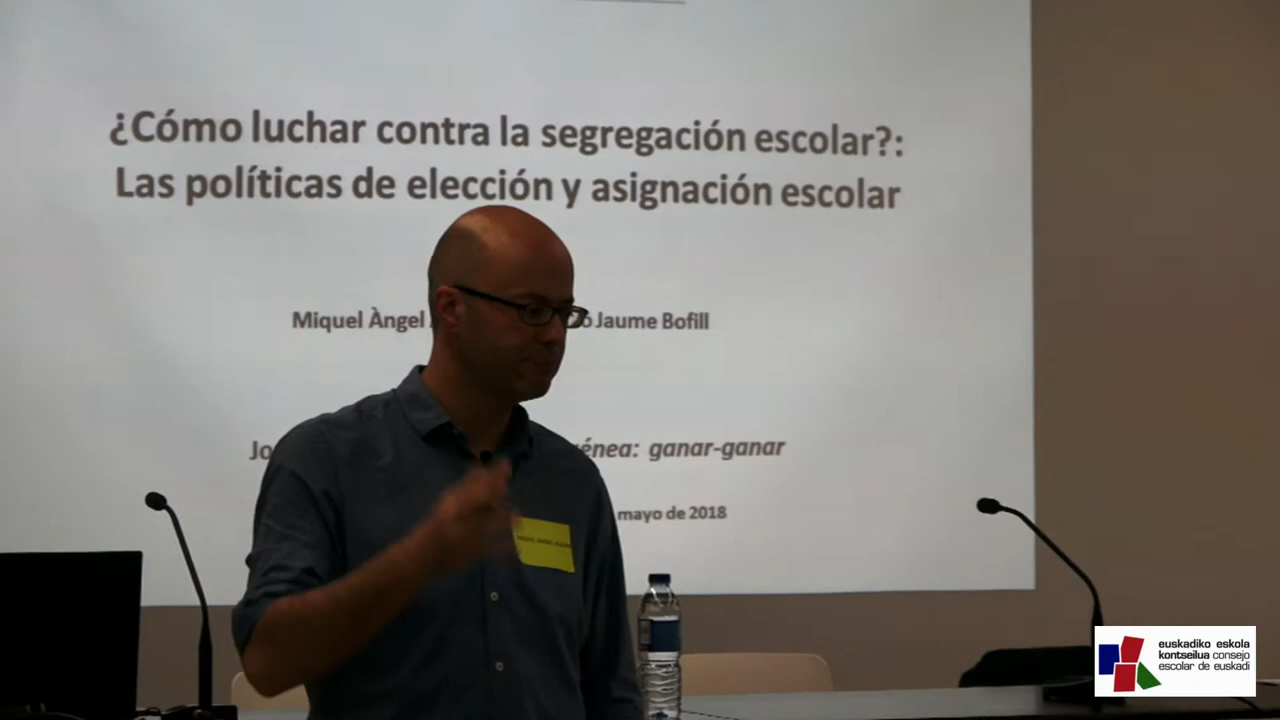 ¿Cómo luchar contra la segregación escolar?:
Las políticas de elección y asignación escolar
Miquel Àngel Jaume Bofill
énea: ganar-ganar
mayo de 2018
euskadiko eskola
kontseilua consejo
escolar de euskadi